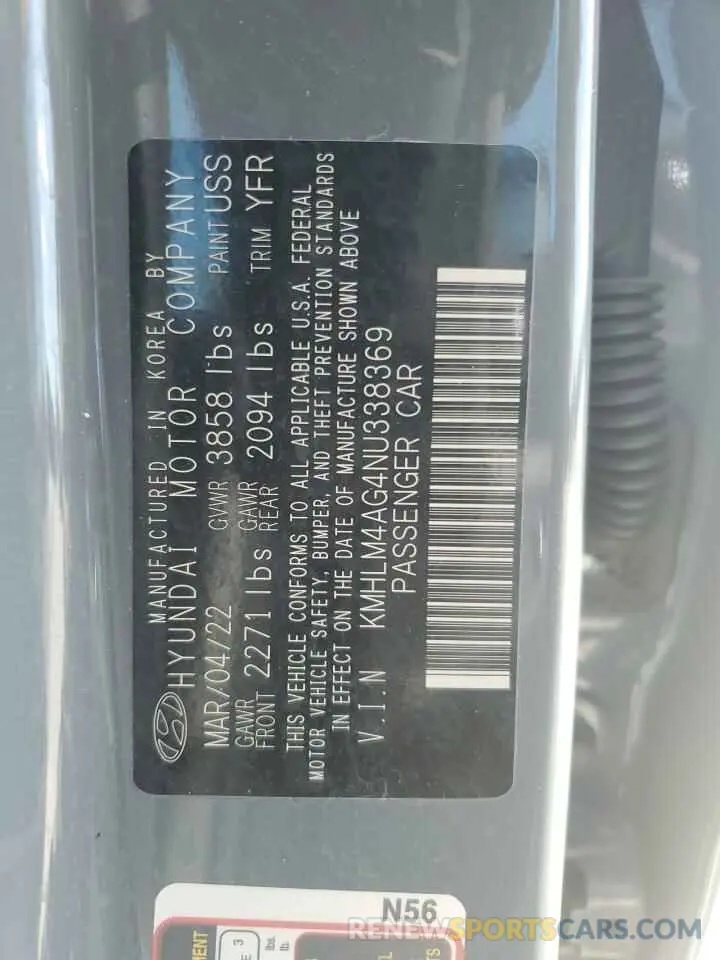 MANUFACTURED IN KOREA BY
HYUNDAI MOTOR COMPANY
MAR/04/22 GVWR 3858 lbs PAINT USS
GAWR FRONT 2271 lbs GAWR REAR 2094 lbs TRIM YFR
THIS VEHICLE CONFORMS TO ALL APPLICABLE U.S.A. FEDERAL
MOTOR VEHICLE SAFETY, BUMPER, AND THEFT PREVENTION STANDARDS
IN EFFECT ON THE DATE OF MANUFACTURE SHOWN ABOVE
V.I.N KMHLM4AG4NU338369
PASSENGER CAR
N56
3
lbs.
RENEWSPORTSCARS.COM